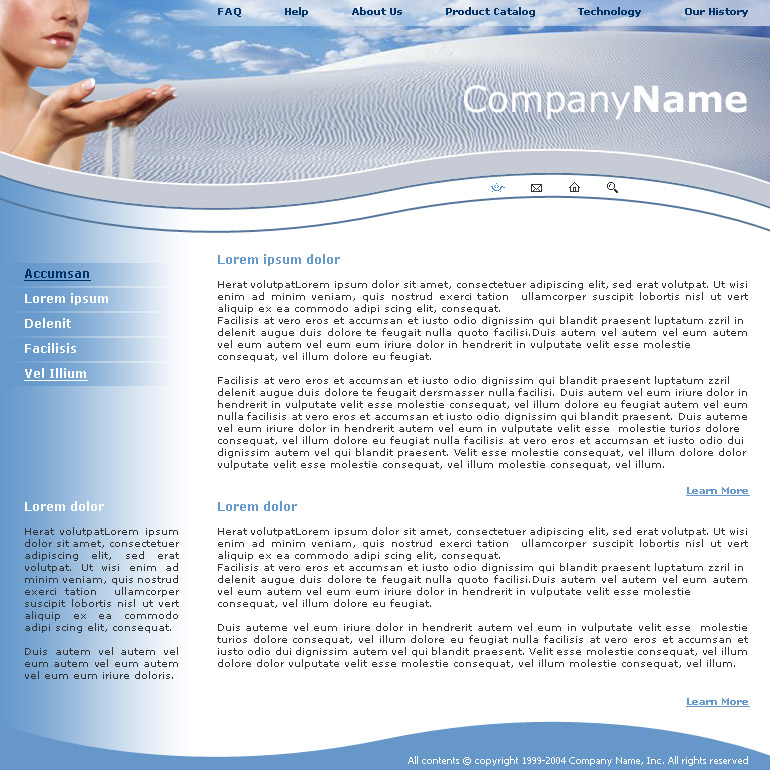 FAQ Help About Us Product Catalog Technology Our History
CompanyName
Accumsan
Lorem ipsum
Delenit
Facilisis
Vel Illium
Lorem ipsum dolor
Herat volutpatLorem ipsum dolor sit amet, consectetuer adipiscing elit, sed erat volutpat. Ut wisi
enim ad minim veniam, quis nostrud exerci tation ullamcorper suscipit lobortis nisl ut vert
aliquip ex ea commodo adipi scing elit, consequat.
Facilisis at vero eros et accumsan et iusto odio dignissim qui blandit praesent luptatum zzril in
delenit augue duis dolore te feugait nulla quoto facilisi.Duis autem vel autem vel eum autem
vel eum autem vel eum eum iriure dolor in hendrerit in vulputate velit esse molestie
consequat, vel illum dolore eu feugiat.
Facilisis at vero eros et accumsan et iusto odio dignissim qui blandit praesent luptatum zzril
delenit augue duis dolore te feugait dersmasser nulla facilisi. Duis autem vel eum iriure dolor in
hendrerit in vulputate velit esse molestie consequat, vel illum dolore eu feugiat autem vel eum
nulla facilisis at vero eros et accumsan et iusto odio dignissim qui blandit praesent. Duis auteme
vel eum iriure dolor in hendrerit autem vel eum in vulputate velit esse molestie turius dolore
consequat, vel illum dolore eu feugiat nulla facilisis at vero eros et accumsan et iusto odio dui
dignissim autem vel qui blandit praesent. Velit esse molestie consequat, vel illum dolore dolor
vulputate velit esse molestie consequat, vel illum molestie consequat, vel illum.
Learn More
Lorem dolor
Herat volutpatLorem ipsum
dolor sit amet, consectetuer
adipiscing elit, sed erat
volutpat. Ut wisi enim ad
minim veniam, quis nostrud
exerci tation ullamcorper
suscipit lobortis nisl ut vert
aliquip ex ea commodo
adipi scing elit, consequat.
Duis autem vel autem vel
eum autem vel eum autem
vel eum eum iriure doloris.
Lorem dolor
Herat volutpatLorem ipsum dolor sit amet, consectetuer adipiscing elit, sed erat volutpat. Ut wisi
enim ad minim veniam, quis nostrud exerci tation ullamcorper suscipit lobortis nisl ut vert
aliquip ex ea commodo adipi scing elit, consequat.
Facilisis at vero eros et accumsan et iusto odio dignissim qui blandit praesent luptatum zzril in
delenit augue duis dolore te feugait nulla quoto facilisi.Duis autem vel autem vel eum autem
vel eum autem vel eum eum iriure dolor in hendrerit in vulputate velit esse molestie
consequat, vel illum dolore eu feugiat.
Duis auteme vel eum iriure dolor in hendrerit autem vel eum in vulputate velit esse molestie
turios dolore consequat, vel illum dolore eu feugiat nulla facilisis at vero eros et accumsan et
iusto odio dui dignissim autem vel qui blandit praesent. Velit esse molestie consequat, vel illum
dolore dolor vulputate velit esse molestie consequat, vel illum molestie consequat, vel illum.
Learn More
All contents © copyright 1999-2004 Company Name, Inc. All rights reserved